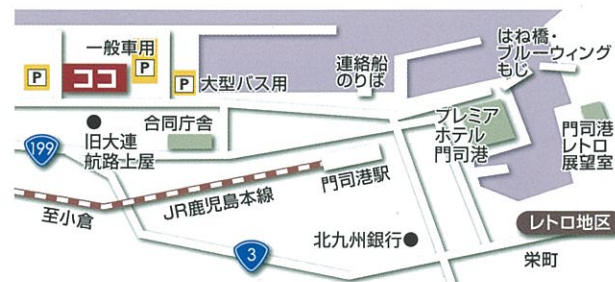 一般車用
P
ココ
P
P
大型バス用
連絡船
のりば
はね橋・
ブルーウィング
もじ
199
旧大連
航路上屋
合同庁舎
プレミア
ホテル
門司港
門司港
レトロ
展望室
門司港駅
JR鹿児島本線
至小倉
レトロ地区
3
北九州銀行
栄町